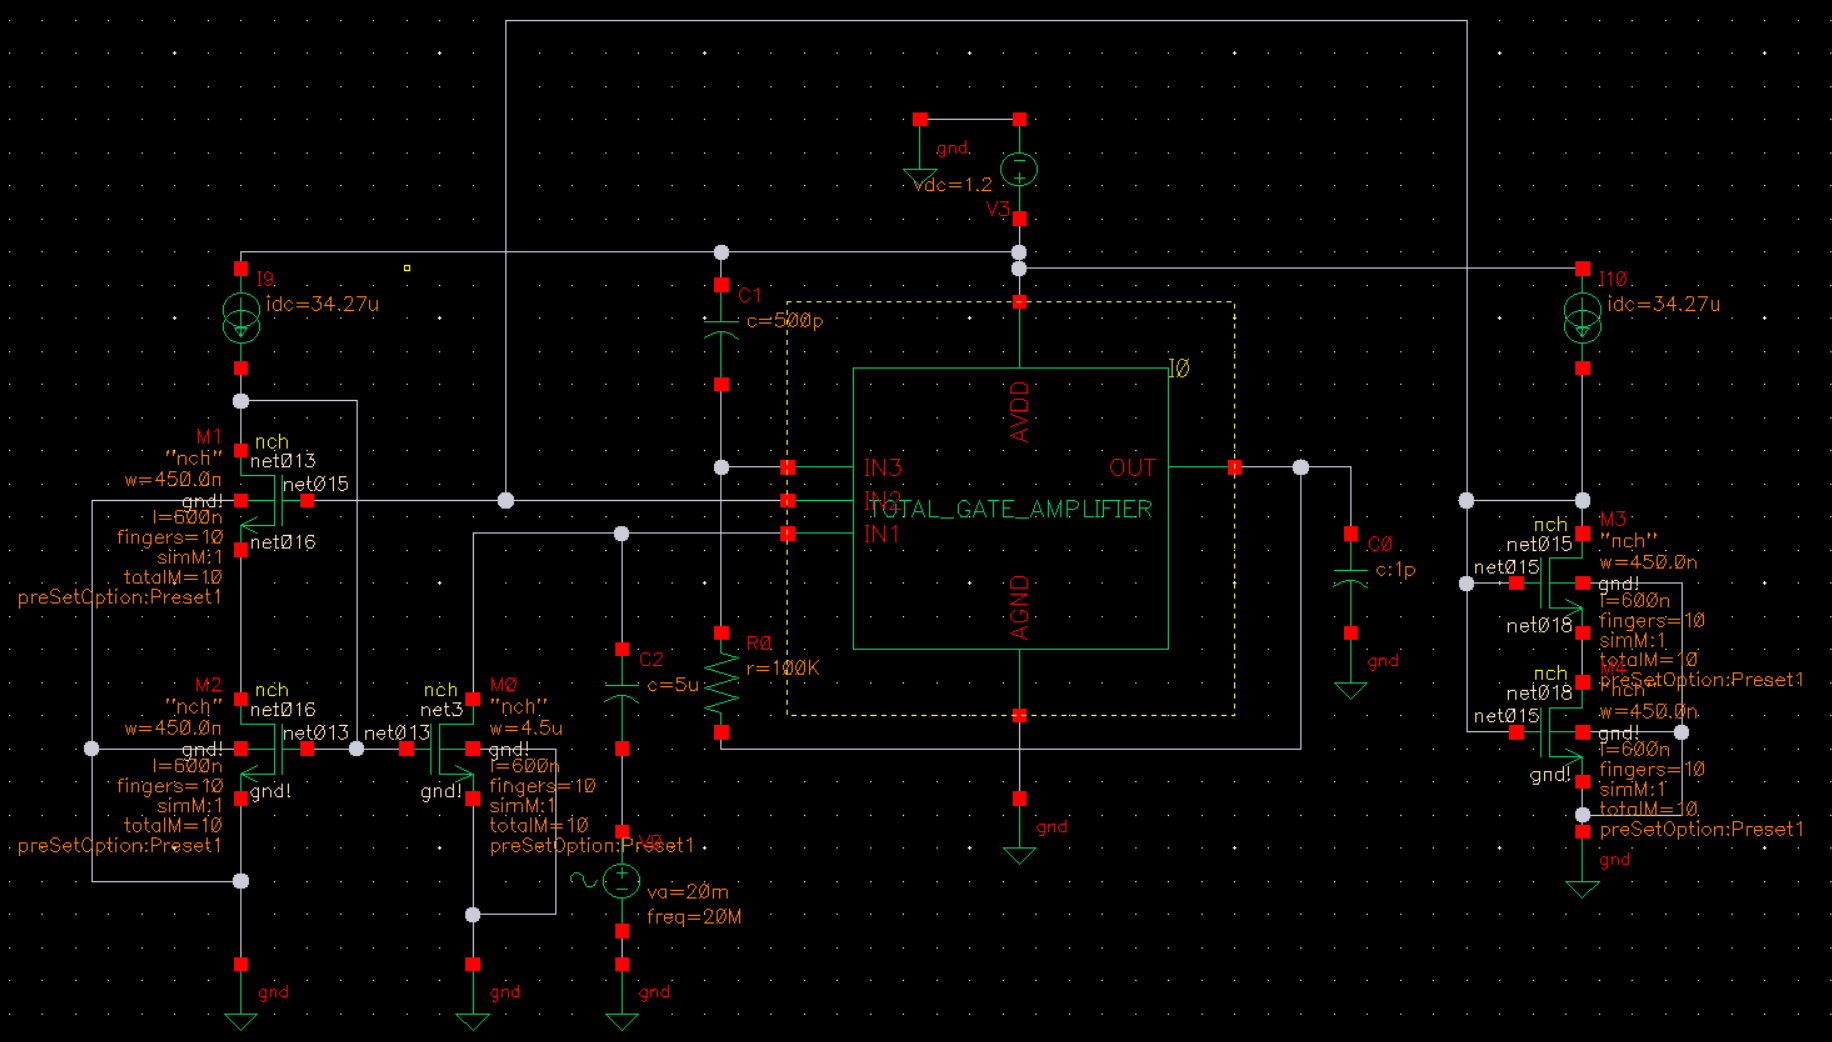 gnd
vdc=1.2
V3
I9
idc=34.27u
I10
idc=34.27u
C1
c=500p
I0
AVDD
IN3
IN2
IN1
OUT
TOTAL_GATE_AMPLIFIER
AGND
M1
nch
"nch"
net013
w=450.0n
net015
gnd!
l=600n
fingers=10
net016
simM:1
totalM=10
preSetOption:Preset1
M2
nch
"nch"
net016
w=450.0n
net013
gnd!
l=600n
fingers=10
gnd!
simM:1
totalM=10
preSetOption:Preset1
gnd
nch
M0
net3
"nch"
w=4.5u
net013
gnd!
l=600n
fingers=10
gnd!
simM:1
totalM=10
preSetOption:Preset1
gnd
C2
c=5u
V0
va=20m
freq=20M
gnd
R0
r=100K
gnd
C0
c:1p
gnd
nch
M3
net015
"nch"
w=450.0n
net015
gnd!
l=600n
fingers=10
net018
simM:1
totalM=10
preSetOption:Preset1
nch
M4
net018
"nch"
w=450.0n
net015
gnd!
l=600n
fingers=10
gnd!
simM:1
totalM=10
preSetOption:Preset1
gnd